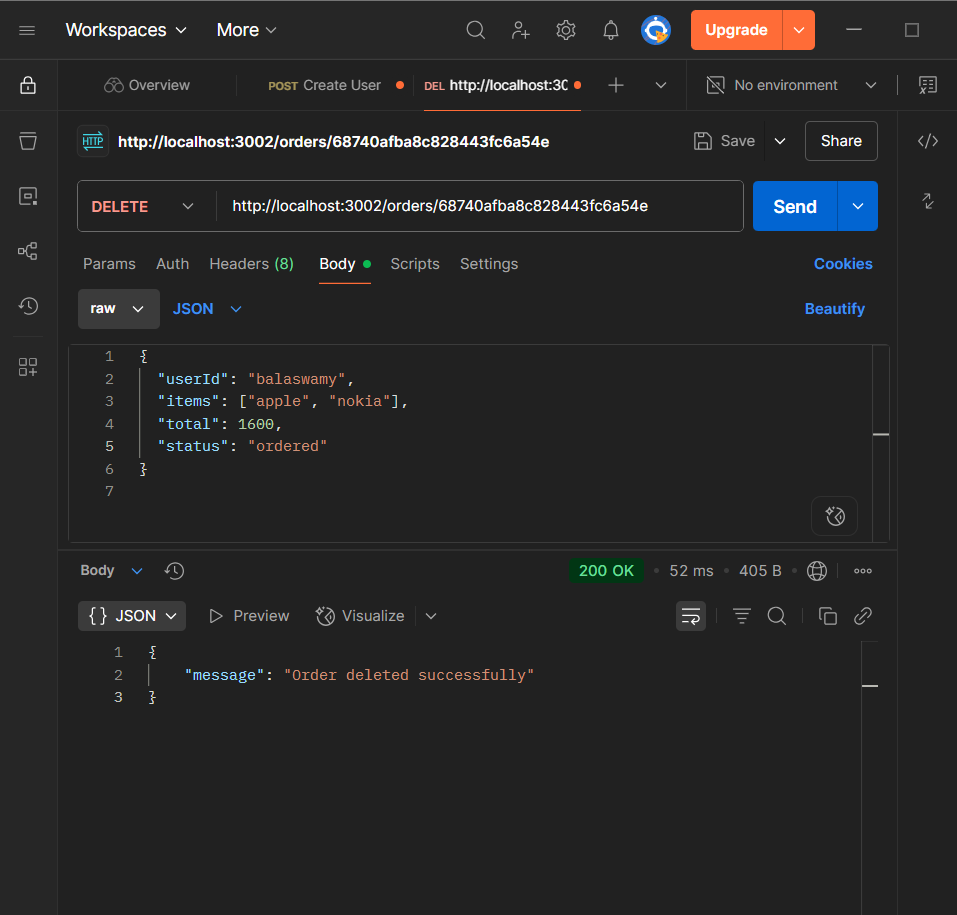 Workspaces More Upgrade
Overview POST Create User DEL http://localhost:30 No environment
HTTP http://localhost:3002/orders/68740afba8c828443fc6a54e Save Share
DELETE http://localhost:3002/orders/68740afba8c828443fc6a54e Send
Params Auth Headers (8) Body Scripts Settings Cookies
raw JSON Beautify
1 {
2 "userId": "balaswamy",
3 "items": ["apple", "nokia"],
4 "total": 1600,
5 "status": "ordered"
6 }
7
Body 200 OK 52 ms 405 B
{} JSON Preview Visualize
1 {
2 "message": "Order deleted successfully"
3 }